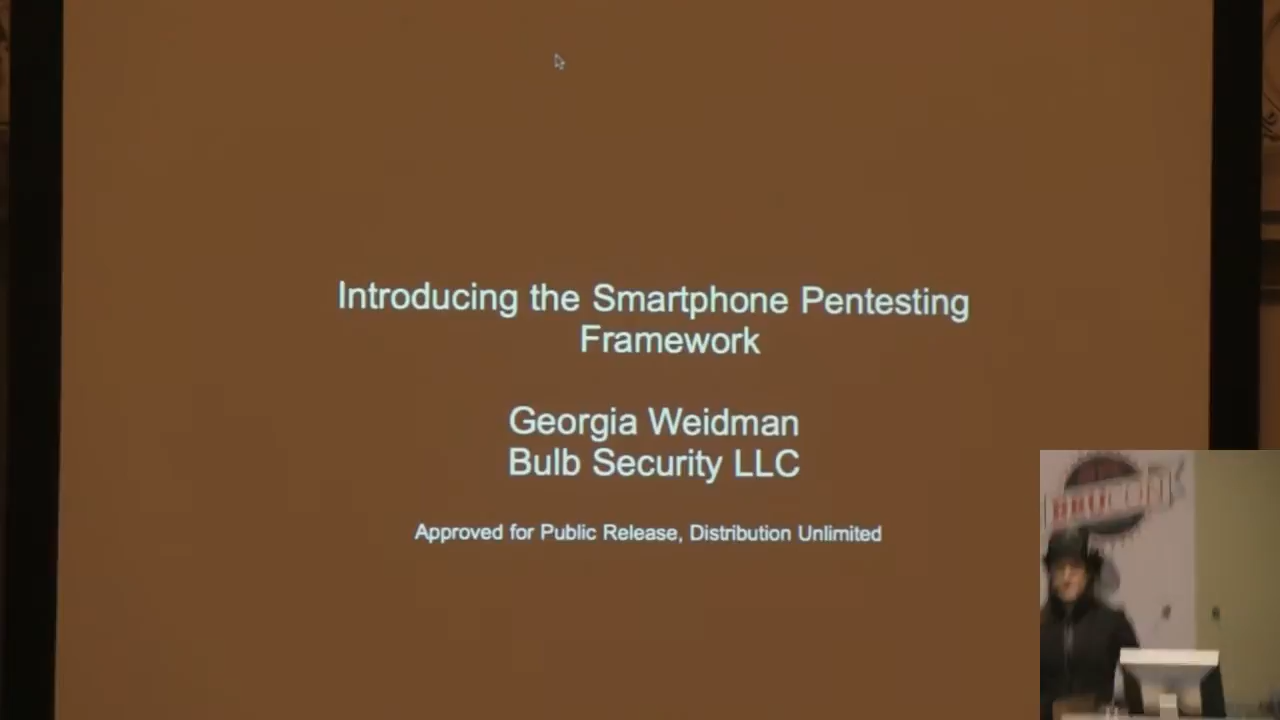 Introducing the Smartphone Pentesting
Framework
Georgia Weidman
Bulb Security LLC
Approved for Public Release, Distribution Unlimited